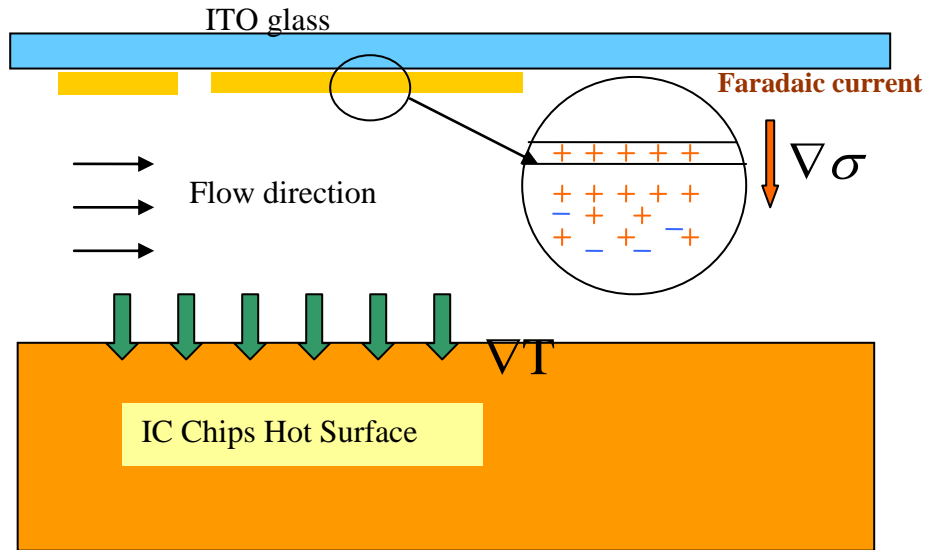 ITO glass
Faradaic current
∇σ
Flow direction
∇T
IC Chips Hot Surface